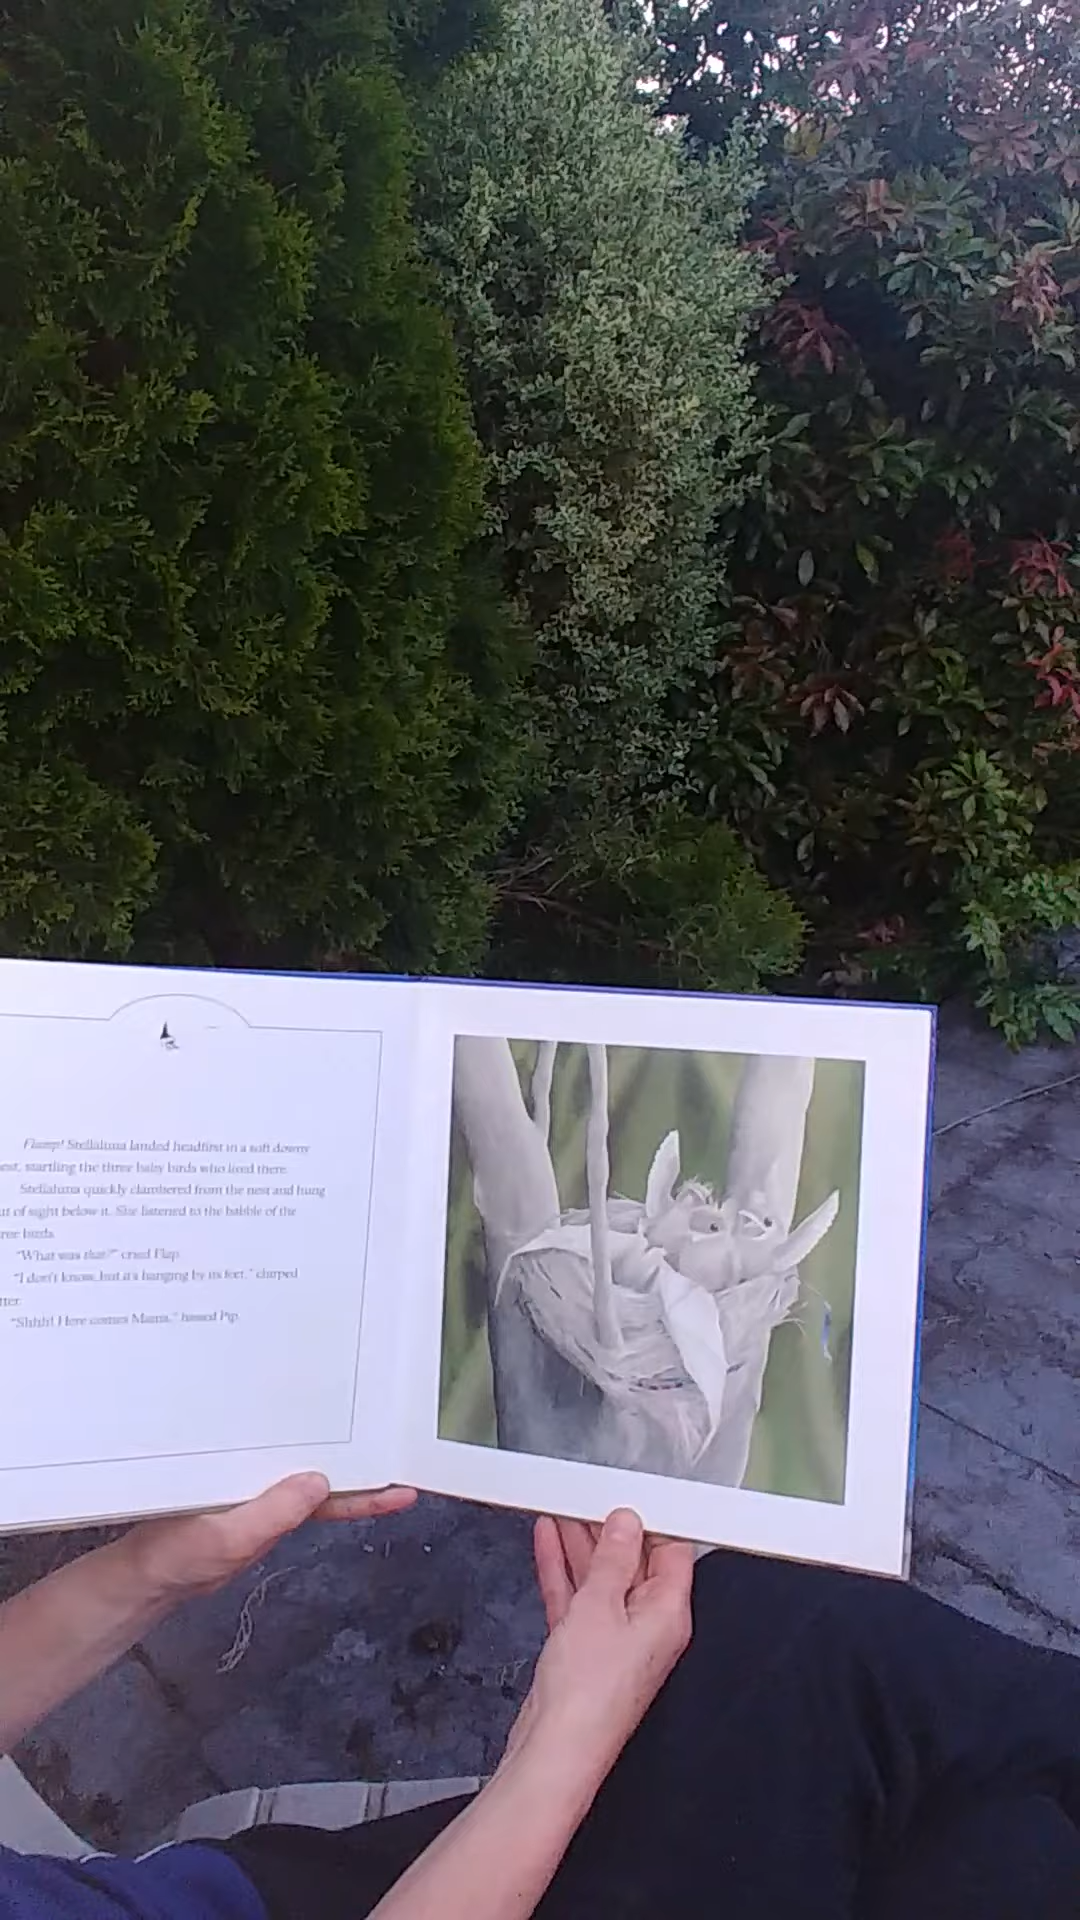 Flump! Stellaluna landed headfirst in a soft downy
est, startling the three baby birds who lived there.
Stellaluna quickly clambered from the nest and hung
ut of sight below it. She listened to the babble of the
ree birds.
"What was that?" cried Flap.
"I don't know, but it's hanging by its feet," chirped
tter.
"Shhh! Here comes Mama," hissed Pip.